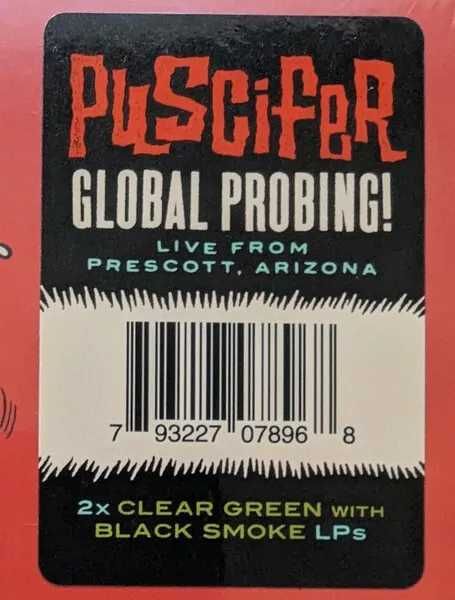 PUSCIFER
GLOBAL PROBING!
LIVE FROM
PRESCOTT, ARIZONA
7 93227 07896 8
2x CLEAR GREEN WITH
BLACK SMOKE LPs